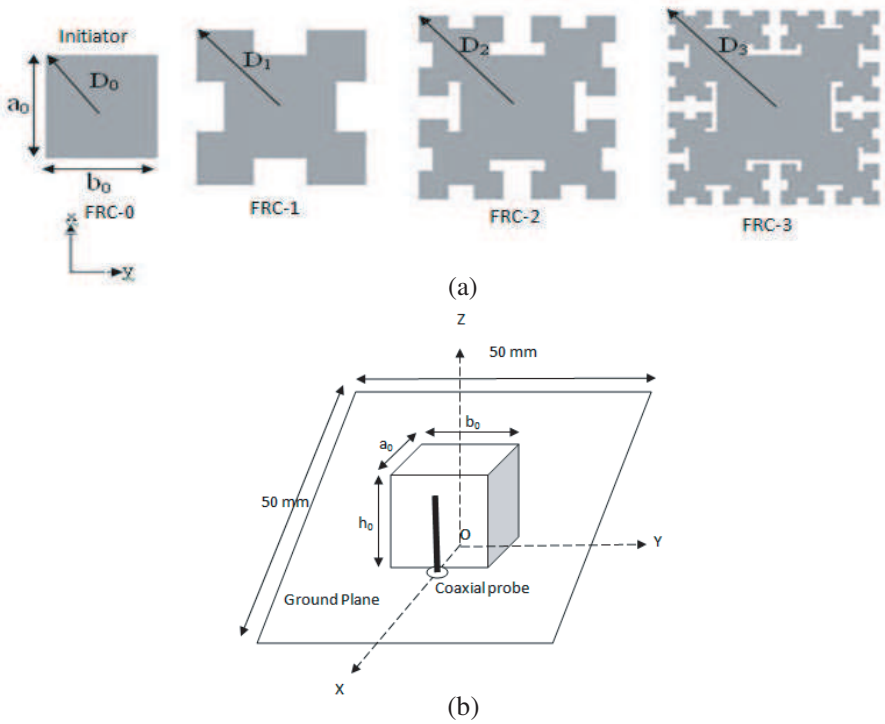 Initiator
D₀
a₀
b₀
FRC-0
D₁
FRC-1
D₂
FRC-2
D₃
FRC-3
x
y
(a)
Z
50 mm
b₀
a₀
50 mm
h₀
O
Y
Coaxial probe
Ground Plane
X
(b)